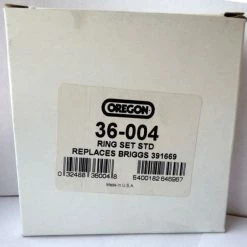 OREGON
36-004
RING SET STD
REPLACES BRIGGS 391669
Made in U.S.A.